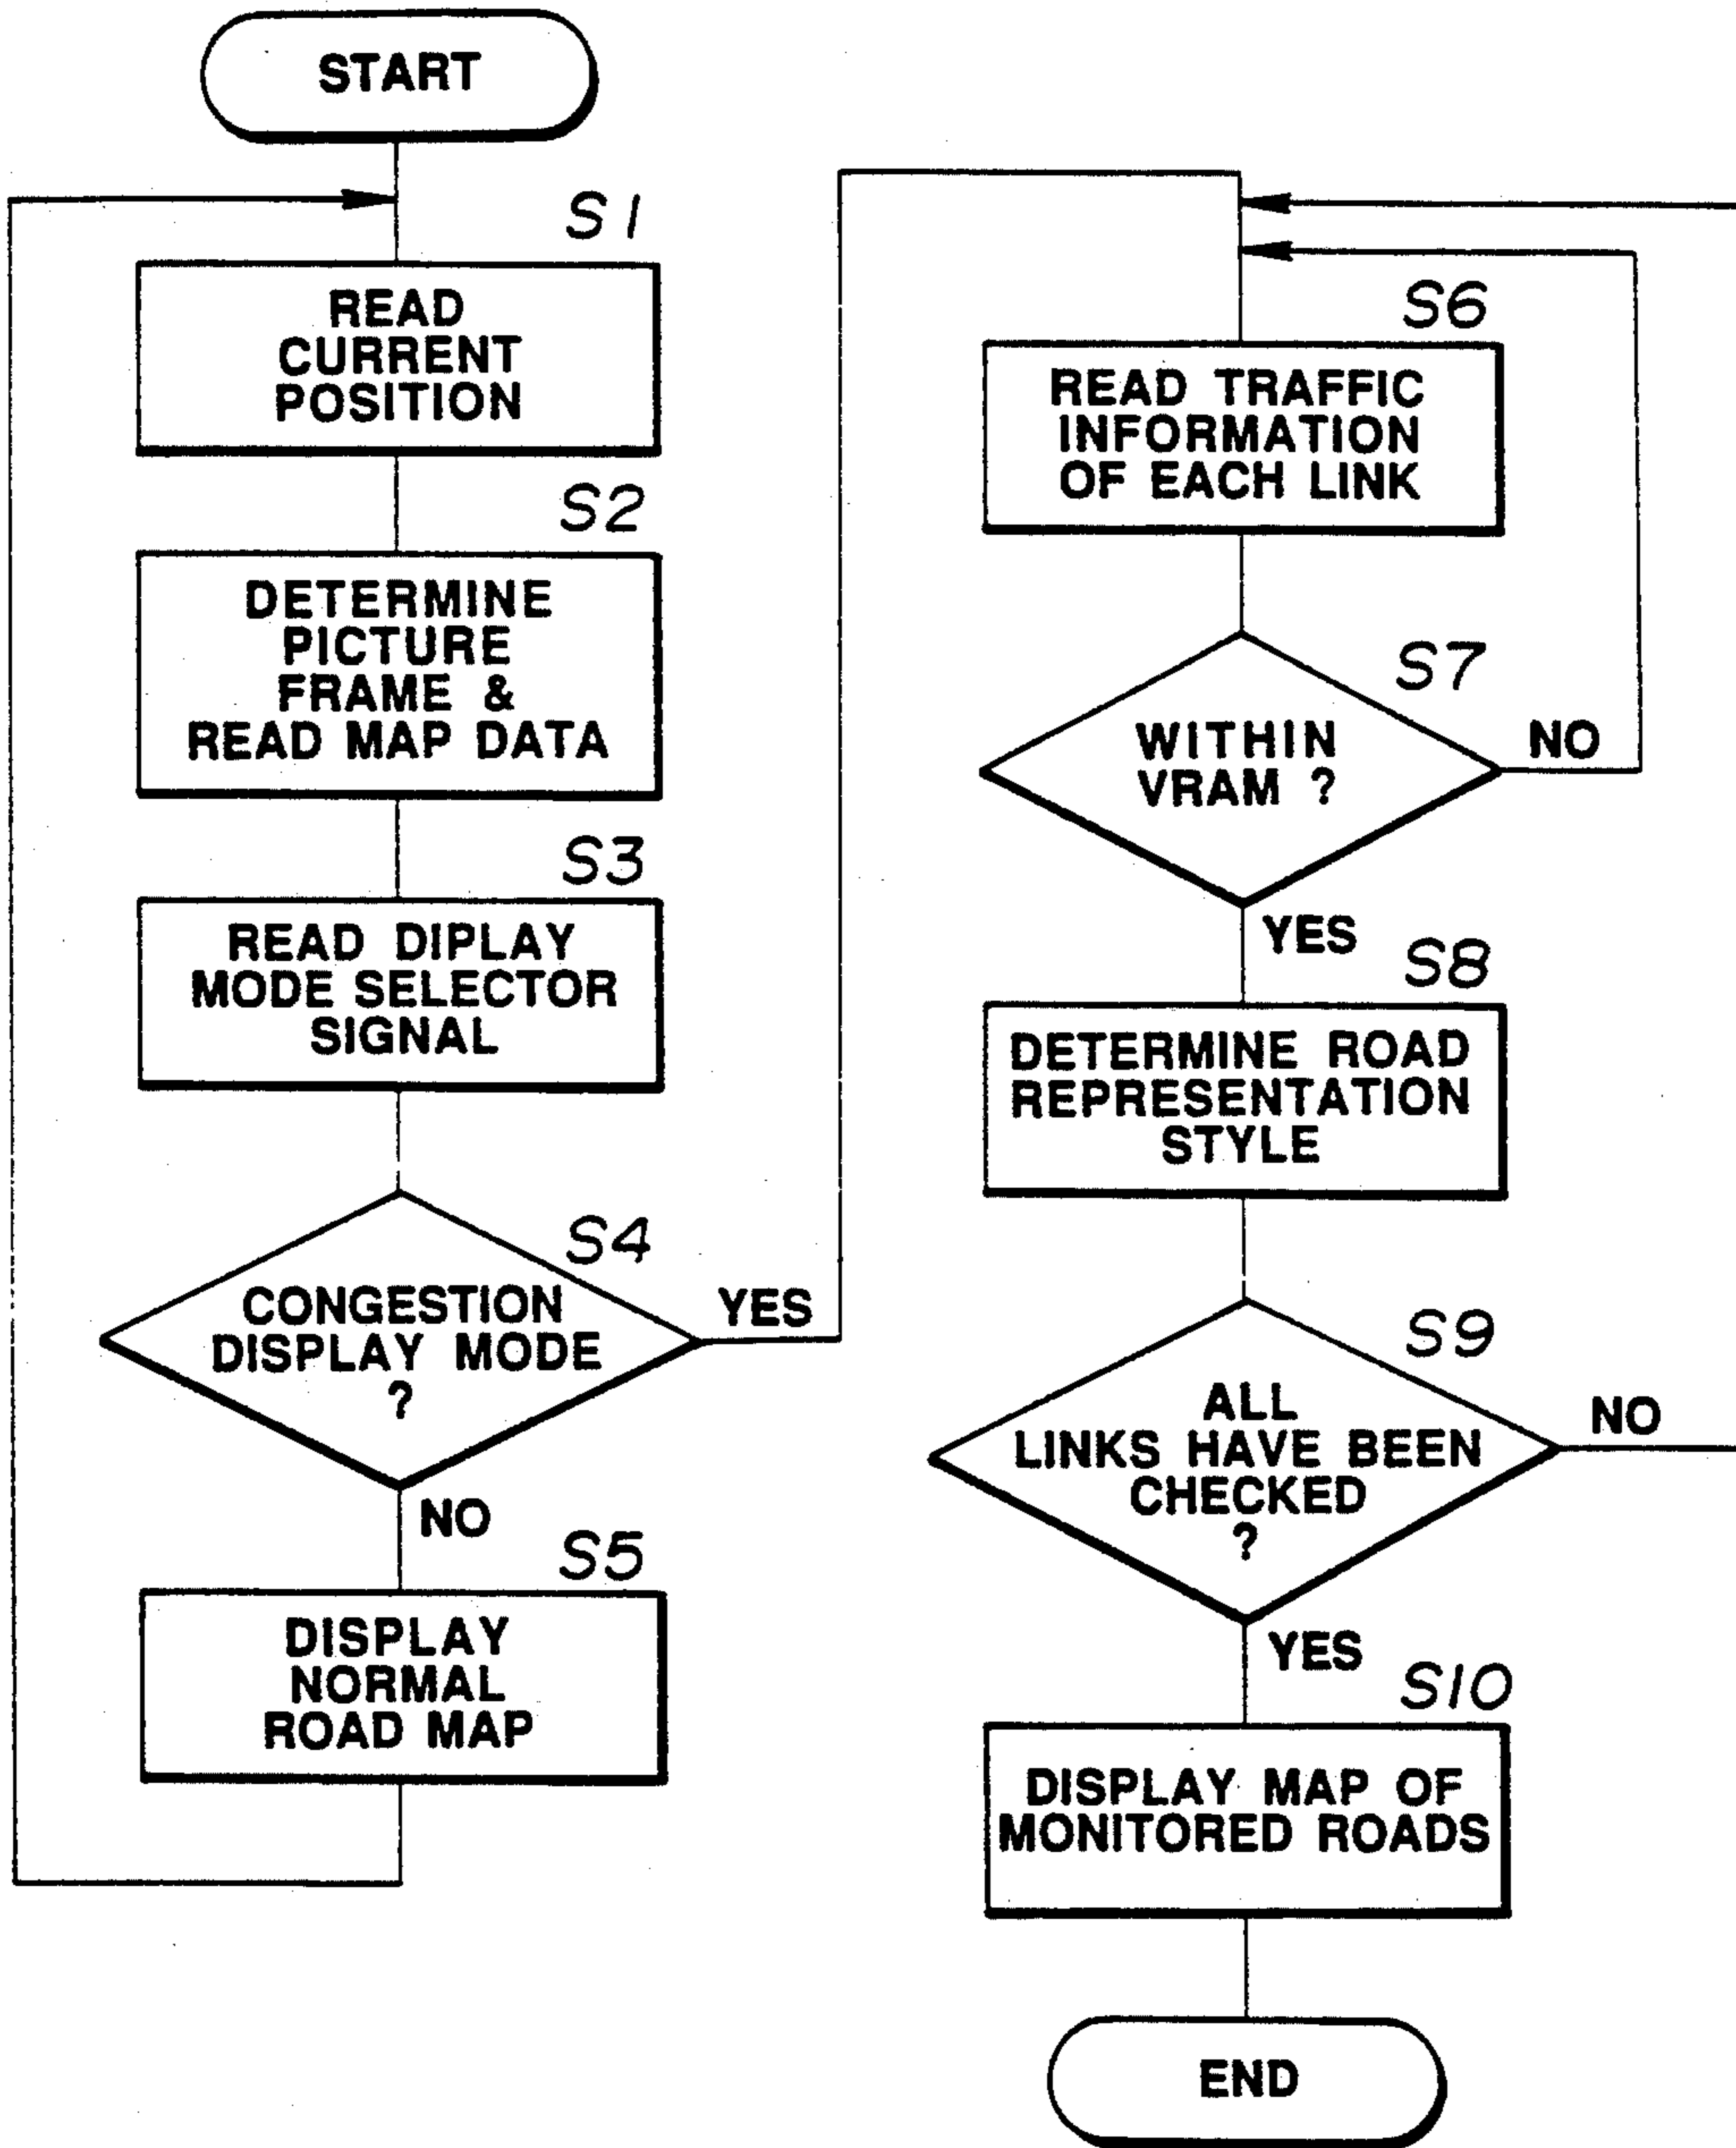 START
S1
READ
CURRENT
POSITION
S2
DETERMINE
PICTURE
FRAME &
READ MAP DATA
S3
READ DIPLAY
MODE SELECTOR
SIGNAL
S4
CONGESTION
DISPLAY MODE
?
YES
NO
S5
DISPLAY
NORMAL
ROAD MAP
S6
READ TRAFFIC
INFORMATION
OF EACH LINK
S7
WITHIN
VRAM ?
NO
YES
S8
DETERMINE ROAD
REPRESENTATION
STYLE
S9
ALL
LINKS HAVE BEEN
CHECKED
?
NO
YES
S10
DISPLAY MAP OF
MONITORED ROADS
END